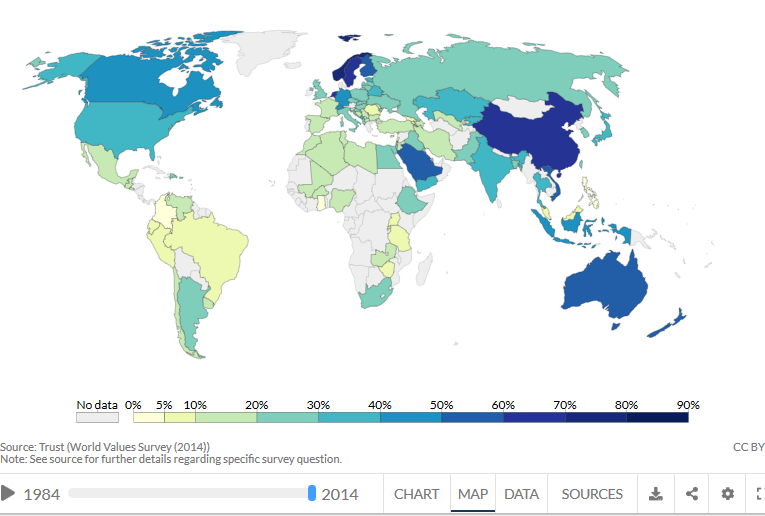 No data 0% 5% 10% 20% 30% 40% 50% 60% 70% 80% 90%
Source: Trust (World Values Survey (2014)) CC BY
Note: See source for further details regarding specific survey question.
1984 2014 CHART MAP DATA SOURCES